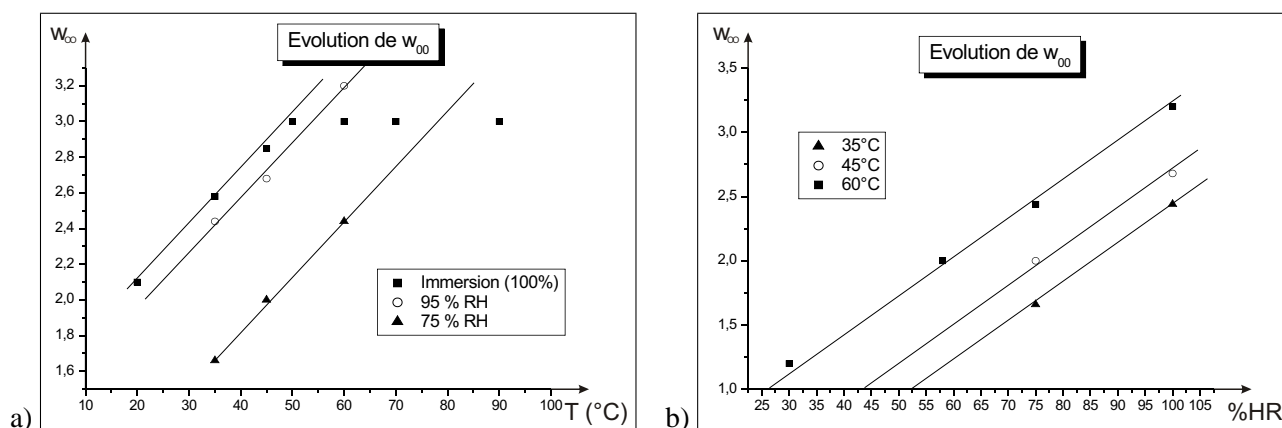 w∞
Evolution de w00
3,2
3,0
2,8
2,6
2,4
2,2
2,0
1,8
1,6
Immersion (100%)
95 % RH
75 % RH
10 20 30 40 50 60 70 80 90 100
T (°C)
a)
w∞
Evolution de w00
3,5
3,0
2,5
2,0
1,5
1,0
35°C
45°C
60°C
25 30 35 40 45 50 55 60 65 70 75 80 85 90 95 100 105
%HR
b)